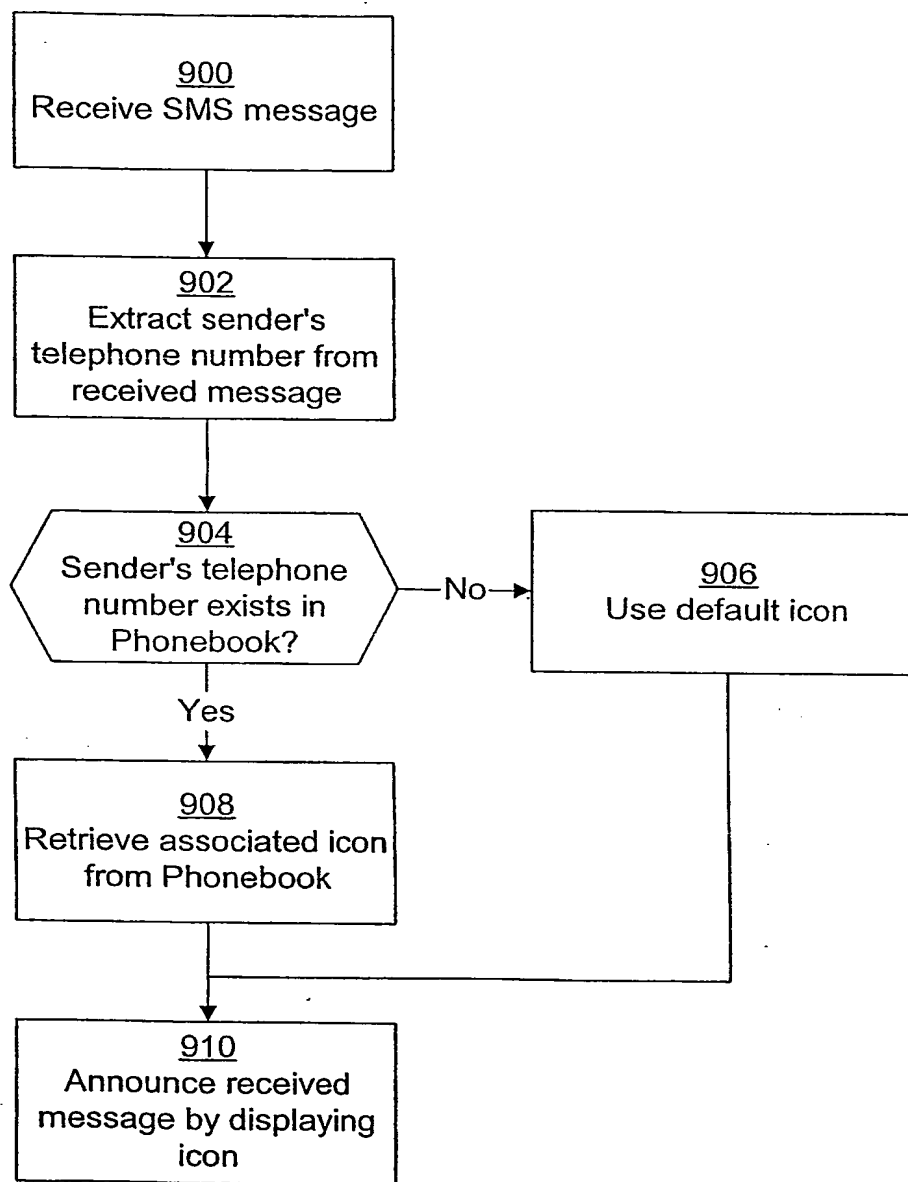 900
Receive SMS message
902
Extract sender's
telephone number from
received message
904
Sender's telephone
number exists in
Phonebook?
No
906
Use default icon
Yes
908
Retrieve associated icon
from Phonebook
910
Announce received
message by displaying
icon